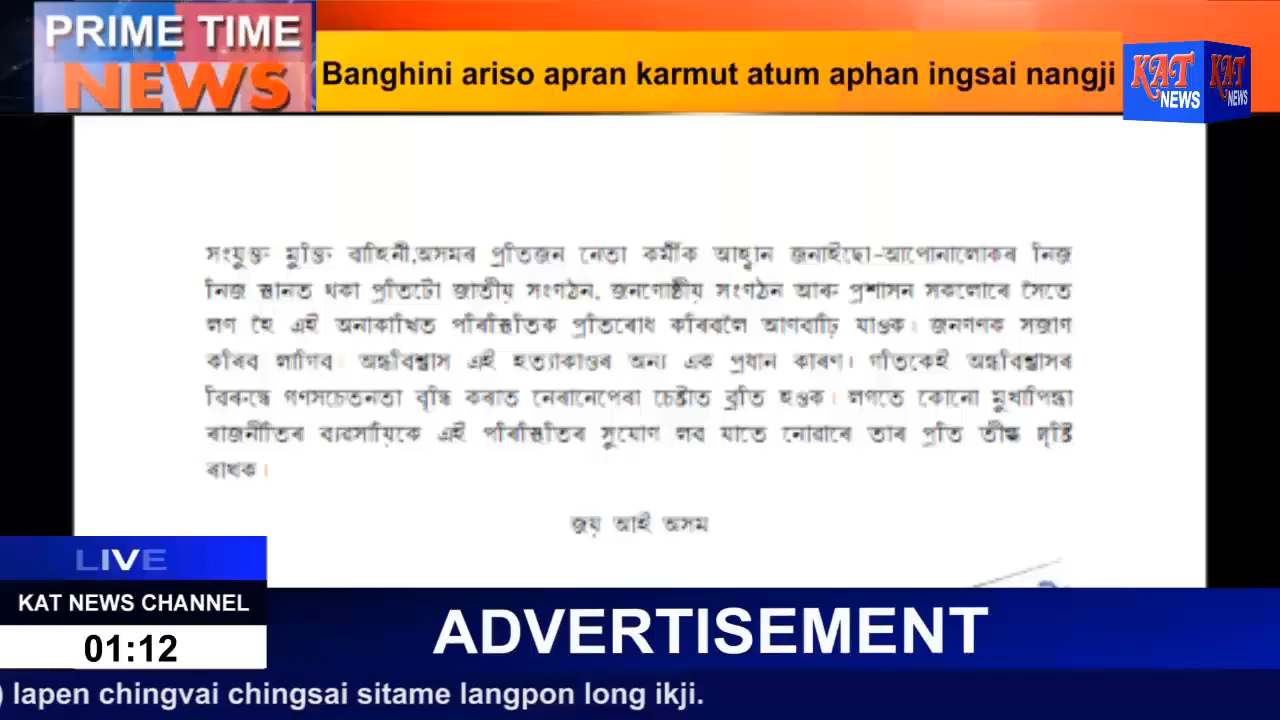 PRIME TIME
NEWS
Banghini ariso apran karmut atum aphan ingsai nangji
KAT
NEWS
KAT
NEWS
সংযুক্ত মুক্তি বাহিনী,অসমৰ প্ৰতিজন নেতা কৰ্মীক আহ্বান জনাইছো-আপোনালোকৰ নিজ
নিজ স্থানত থকা প্ৰতিটো জাতীয় সংগঠন, জনগোষ্ঠীয় সংগঠন আৰু প্ৰশাসন সকলোৰে সৈতে
লগ হৈ এই অনাকাংখিত পৰিস্থিতিক প্ৰতিৰোধ কৰিবলৈ আগবাঢ়ি যাওক। জনগণক সজাগ
কৰিব লাগিব। অন্ধবিশ্বাস এই হত্যাকাণ্ডৰ অন্য এক প্ৰধান কাৰণ। গতিকেই অন্ধবিশ্বাসৰ
বিৰুদ্ধে গণসচেতনতা বৃদ্ধি কৰাত নেৰানেপেৰা চেষ্টাত ব্ৰতি হওক। লগতে কোনো মুখাপিন্ধা
ৰাজনীতিৰ ব্যৱসায়িকে এই পৰিস্থিতিৰ সুযোগ লব যাতে নোৱাৰে তাৰ প্ৰতি তীক্ষ্ণ দৃষ্টি
ৰাখক।
জয় আই অসম
LIVE
KAT NEWS CHANNEL
01:12
ADVERTISEMENT
) lapen chingvai chingsai sitame langpon long ikji.